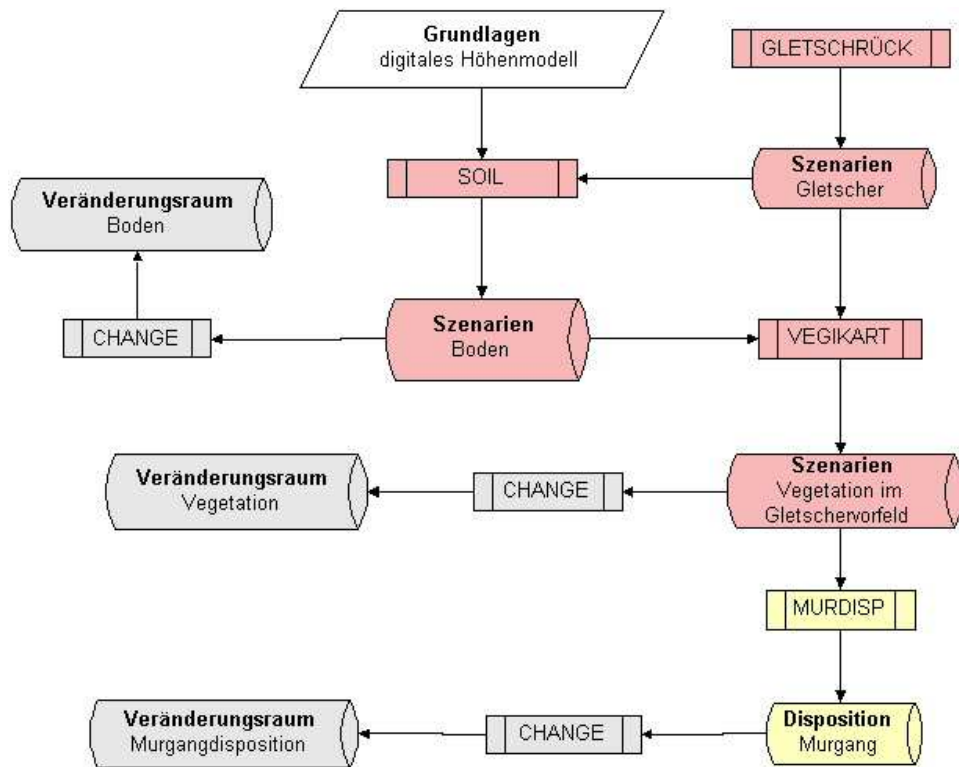 Grundlagen
digitales Höhenmodell
GLETSCHRÜCK
SOIL
Szenarien
Gletscher
Veränderungsraum
Boden
CHANGE
Szenarien
Boden
VEGIKART
Veränderungsraum
Vegetation
CHANGE
Szenarien
Vegetation im
Gletschervorfeld
MURDISP
Veränderungsraum
Murgangdisposition
CHANGE
Disposition
Murgang